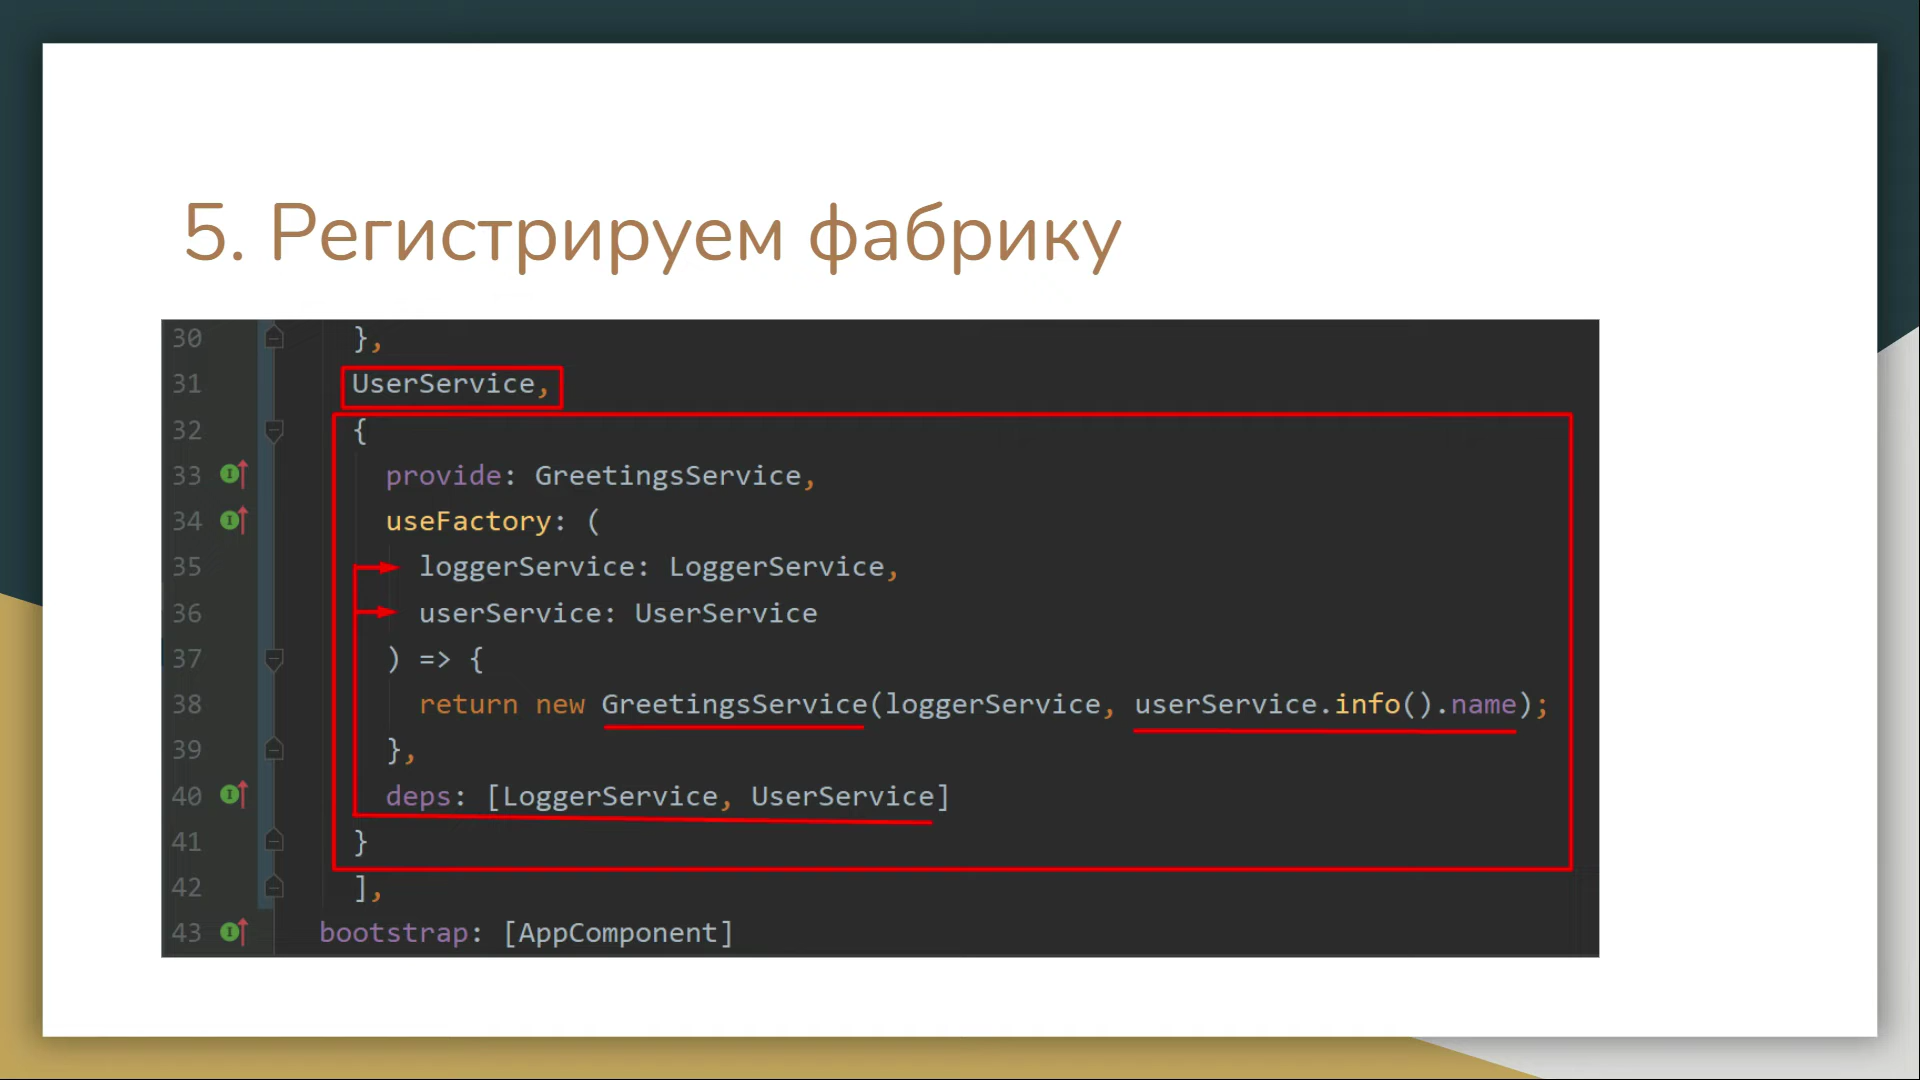 5. Регистрируем фабрику
30 },
31 UserService,
32 {
33 provide: GreetingsService,
34 useFactory: (
35 loggerService: LoggerService,
36 userService: UserService
37 ) => {
38 return new GreetingsService(loggerService, userService.info().name);
39 },
40 deps: [LoggerService, UserService]
41 }
42 ],
43 bootstrap: [AppComponent]